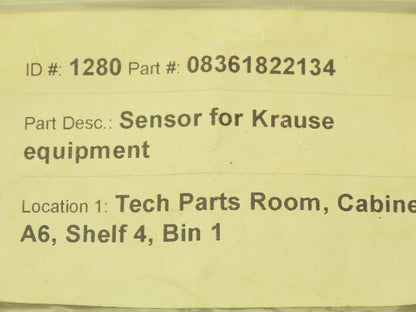 ID #: 1280 Part #: 08361822134
Part Desc.: Sensor for Krause
equipment
Location 1: Tech Parts Room, Cabine
A6, Shelf 4, Bin 1